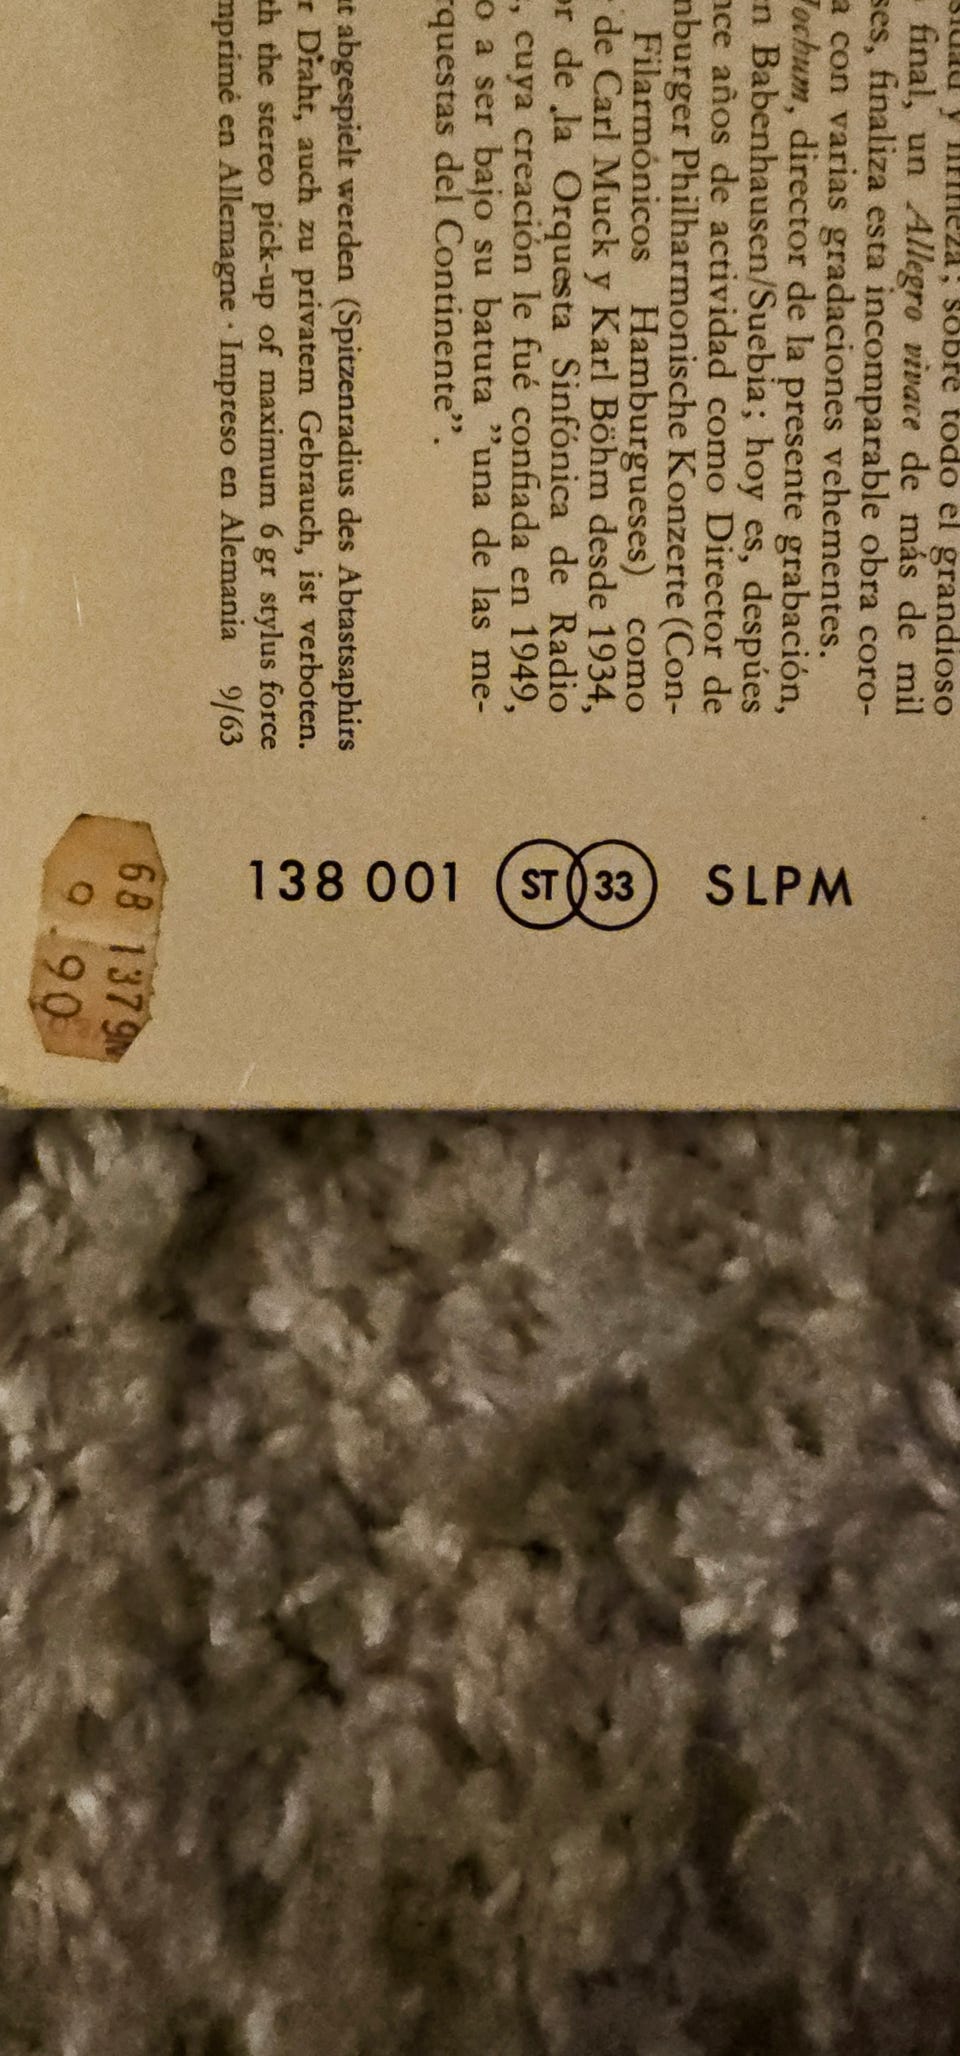 sobre todo el grandioso
final, un Allegro vivace de más de mil
ses, finaliza esta incomparable obra coro-
a con varias gradaciones vehementes.
Jochum, director de la presente grabación,
en Babenhausen/Suebia; hoy es, despúes
nce años de actividad como Director de
nburger Philharmonische Konzerte (Con-
Filarmónicos Hamburgueses) como
de Carl Muck y Karl Böhm desde 1934,
or de la Orquesta Sinfónica de Radio
, cuya creación le fué confiada en 1949,
o a ser bajo su batuta ”una de las me-
rquestas del Continente”.
t abgespielt werden (Spitzenradius des Abtastsaphirs
r Draht, auch zu privatem Gebrauch, ist verboten.
th the stereo pick-up of maximum 6 gr stylus force
mprimé en Allemagne · Impreso en Alemania 9/63
138 001 ST 33 SLPM
68 1379
9 90